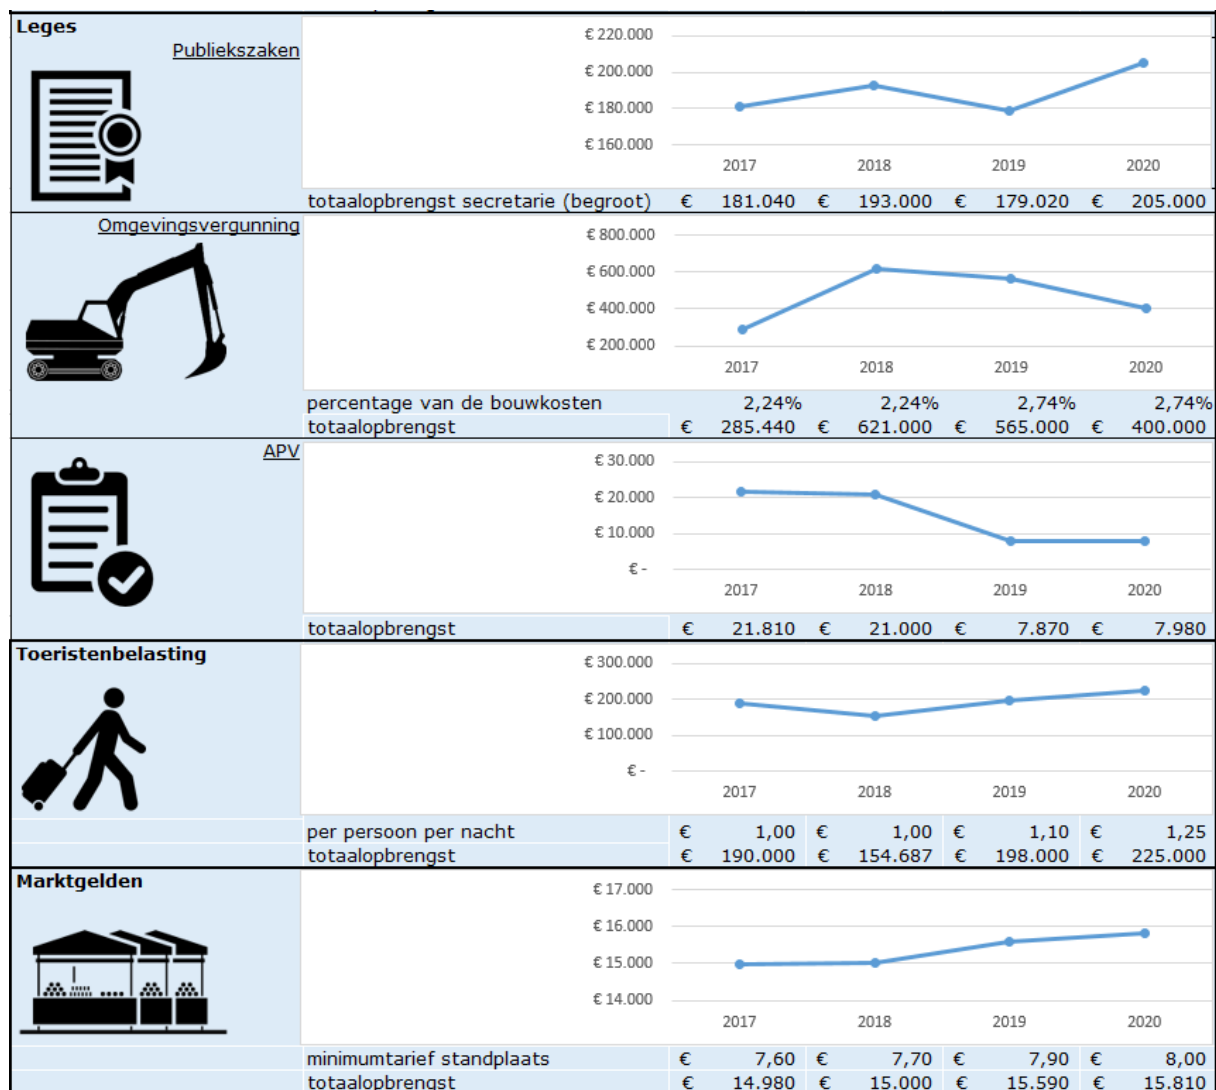 Leges
Publiekszaken
€ 220.000
€ 200.000
€ 180.000
€ 160.000
2017 2018 2019 2020
totaalopbrengst secretarie (begroot) € 181.040 € 193.000 € 179.020 € 205.000
Omgevingsvergunning
€ 800.000
€ 600.000
€ 400.000
€ 200.000
2017 2018 2019 2020
percentage van de bouwkosten 2,24% 2,24% 2,74% 2,74%
totaalopbrengst € 285.440 € 621.000 € 565.000 € 400.000
APV
€ 30.000
€ 20.000
€ 10.000
€ -
2017 2018 2019 2020
totaalopbrengst € 21.810 € 21.000 € 7.870 € 7.980
Toeristenbelasting
€ 300.000
€ 200.000
€ 100.000
€ -
2017 2018 2019 2020
per persoon per nacht € 1,00 € 1,00 € 1,10 € 1,25
totaalopbrengst € 190.000 € 154.687 € 198.000 € 225.000
Marktgelden
€ 17.000
€ 16.000
€ 15.000
€ 14.000
2017 2018 2019 2020
minimumtarief standplaats € 7,60 € 7,70 € 7,90 € 8,00
totaalopbrengst € 14.980 € 15.000 € 15.590 € 15.810